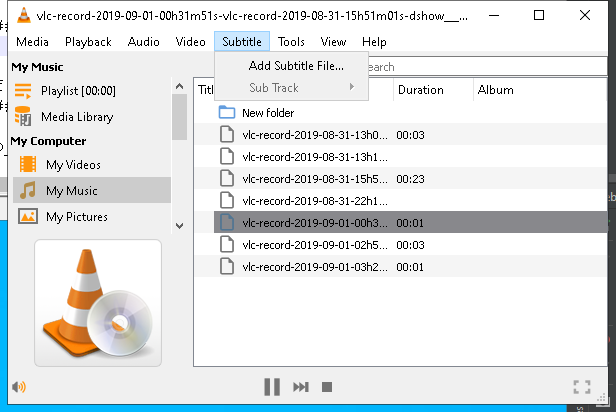 vlc-record-2019-09-01-00h31m51s-vlc-record-2019-08-31-15h51m01s-dshow__...
Media Playback Audio Video Subtitle Tools View Help
Add Subtitle File...
Sub Track
My Music
Playlist [00:00]
Media Library
My Computer
My Videos
My Music
My Pictures
Duration Album
New folder
vlc-record-2019-08-31-13h0... 00:03
vlc-record-2019-08-31-13h1...
vlc-record-2019-08-31-15h5... 00:23
vlc-record-2019-08-31-22h1...
vlc-record-2019-09-01-00h3... 00:01
vlc-record-2019-09-01-02h5... 00:03
vlc-record-2019-09-01-03h2... 00:01